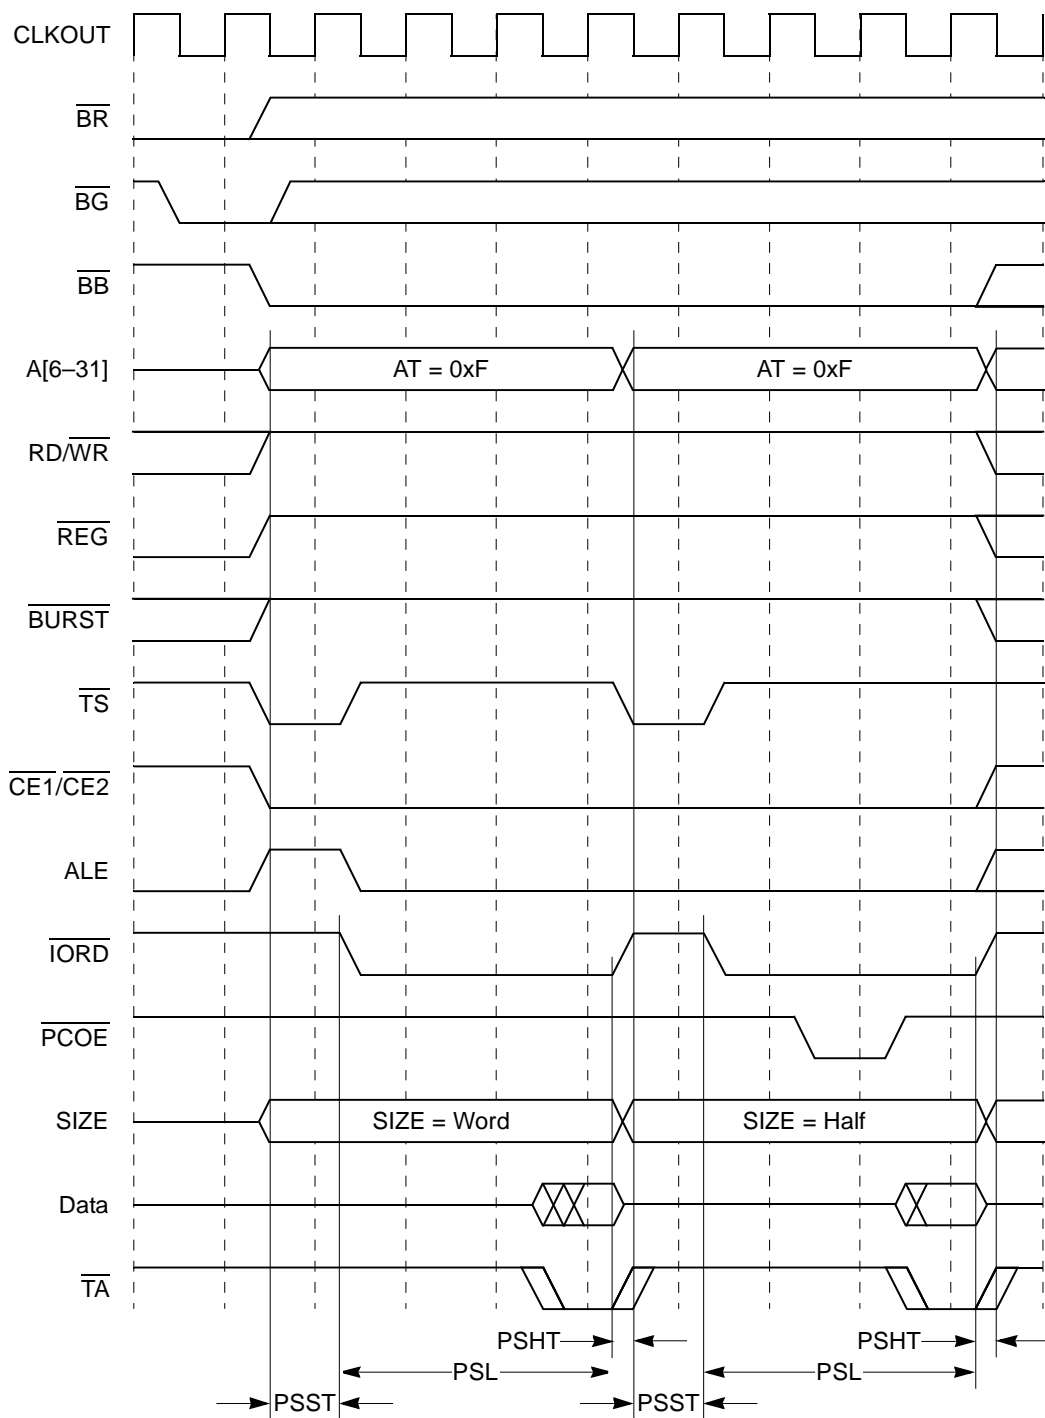 CLKOUT
BR
BG
BB
A[6–31]
AT = 0xF
AT = 0xF
RD/WR
REG
BURST
TS
CE1/CE2
ALE
IORD
PCOE
SIZE
SIZE = Word
SIZE = Half
Data
TA
PSHT
PSHT
PSL
PSL
PSST
PSST